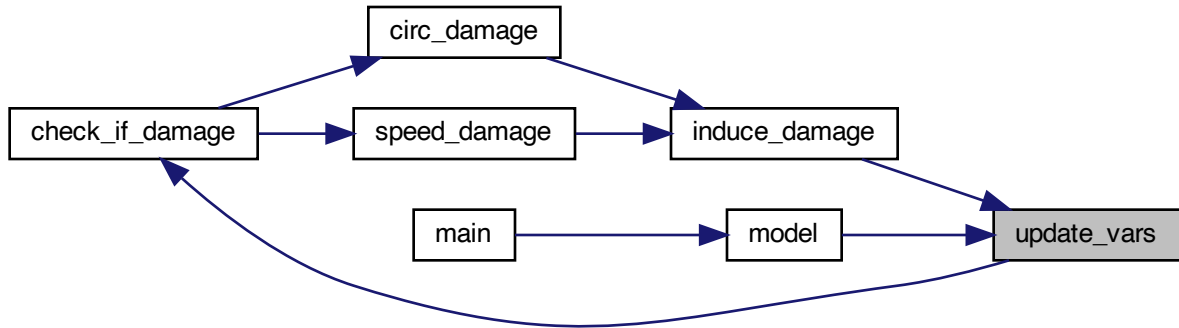 circ_damage
check_if_damage
speed_damage
induce_damage
main
model
update_vars